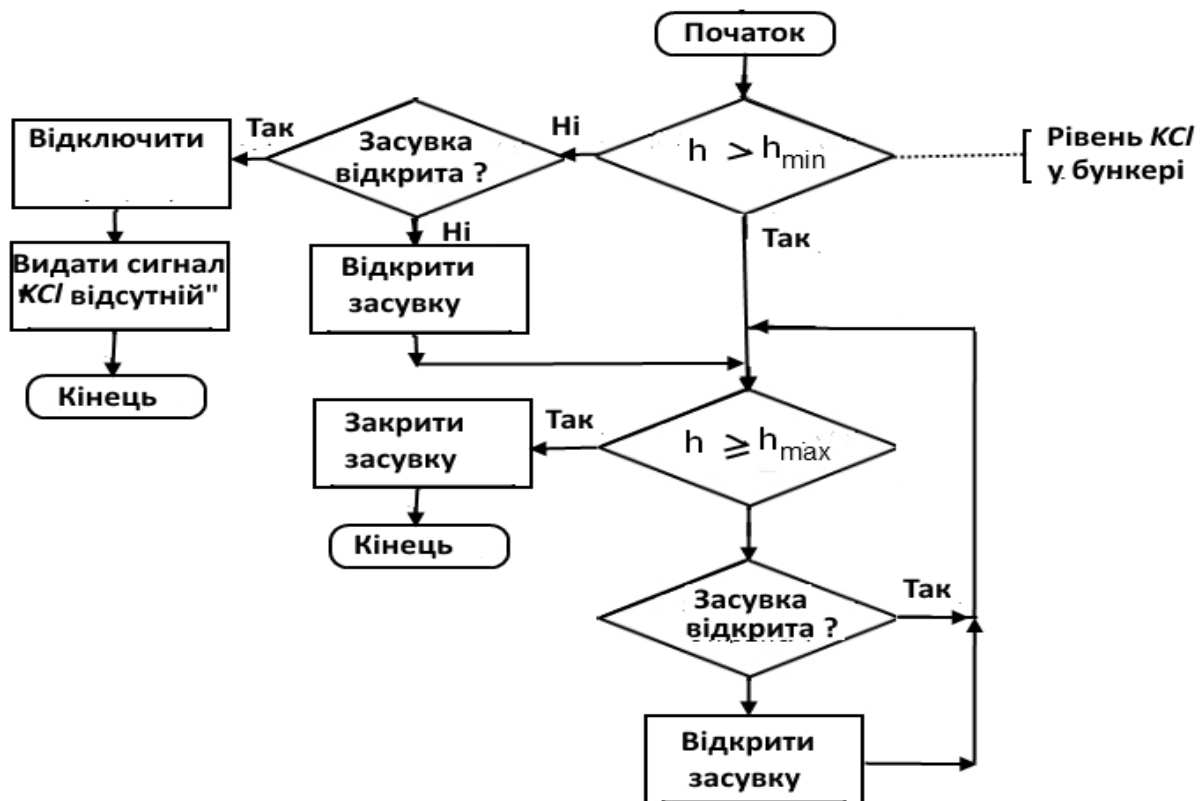 Початок
h > hmin
Рівень KCl
у бункері
Ні
Засувка
відкрита ?
Так
Відключити
Видати сигнал
"KCl відсутній"
Кінець
Ні
Відкрити
засувку
Так
h ≥ hmax
Так
Закрити
засувку
Кінець
Засувка
відкрита ?
Так
Відкрити
засувку